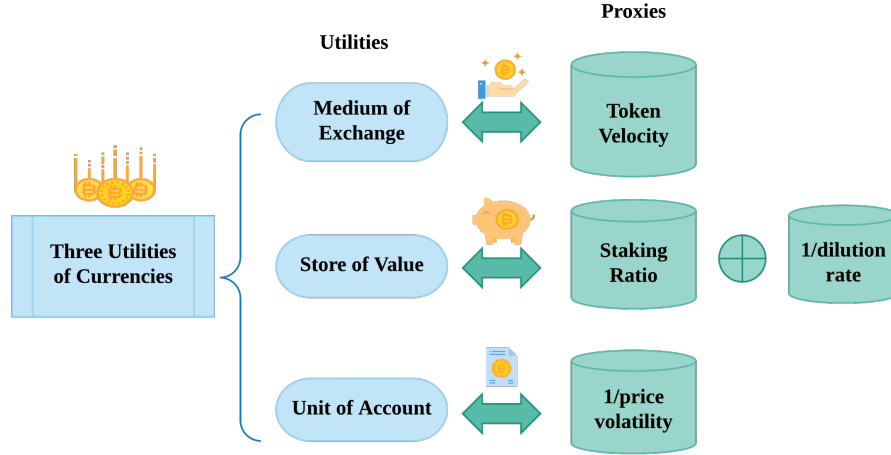 Proxies
Utilities
Medium of
Exchange
Token
Velocity
Three Utilities
of Currencies
Store of Value
Staking
Ratio
1/dilution
rate
Unit of Account
1/price
volatility